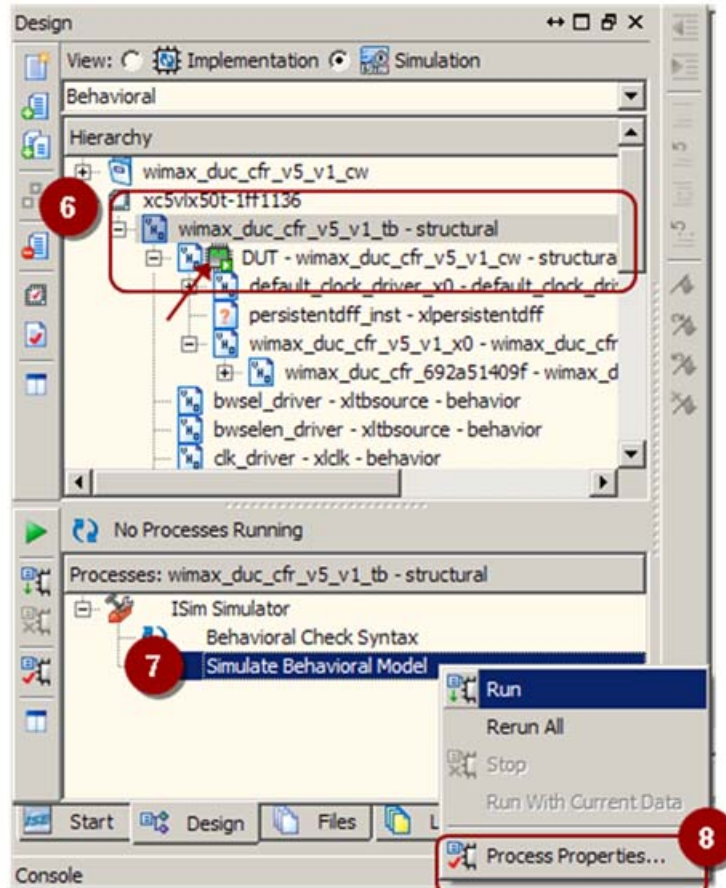 Design
View: Implementation Simulation
Behavioral
Hierarchy
wimax_duc_cfr_v5_v1_cw
xc5vlx50t-1ff1136
6
wimax_duc_cfr_v5_v1_tb - structural
DUT - wimax_duc_cfr_v5_v1_cw - structura
default_clock_driver_x0 - default_clock_driv
persistentdff_inst - xlpersistentdff
wimax_duc_cfr_v5_v1_x0 - wimax_duc_cfr
wimax_duc_cfr_692a51409f - wimax_d
bwsel_driver - xltbsource - behavior
bwselen_driver - xltbsource - behavior
clk_driver - xlclk - behavior
No Processes Running
Processes: wimax_duc_cfr_v5_v1_tb - structural
ISim Simulator
Behavioral Check Syntax
7
Simulate Behavioral Model
Run
Rerun All
Stop
Run With Current Data
8
Process Properties...
ISE Start Design Files L
Console